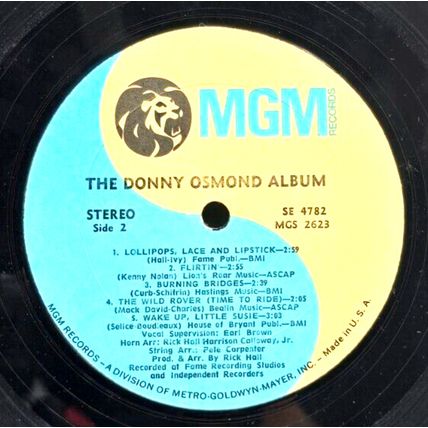 MGM
RECORDS
THE DONNY OSMOND ALBUM
STEREO
SE 4782
Side 2
MGS 2623
1. LOLLIPOPS, LACE AND LIPSTICK—2:59
(Hall-Ivy) Fame Publ.—BMI
2. FLIRTIN'—2:55
(Kenny Nolan) Lion's Roar Music—ASCAP
3. BURNING BRIDGES—2:39
(Curb-Schifrin) Hastings Music—BMI
4. THE WILD ROVER (TIME TO RIDE)—2:05
(Mack David-Charles) Bealin Music—ASCAP
5. WAKE UP, LITTLE SUSIE—3:03
(Selice Boudleaux) House of Bryant Publ.—BMI
Vocal Supervision: Earl Brown
Horn Arr: Rick Hall Harrison Calloway, Jr.
String Arr: Pete Carpenter
Prod. & Arr. By Rick Hall
Recorded at Fame Recording Studios
and Independent Recorders
MGM RECORDS – A DIVISION OF METRO-GOLDWYN-MAYER, INC. – Made in U.S.A.